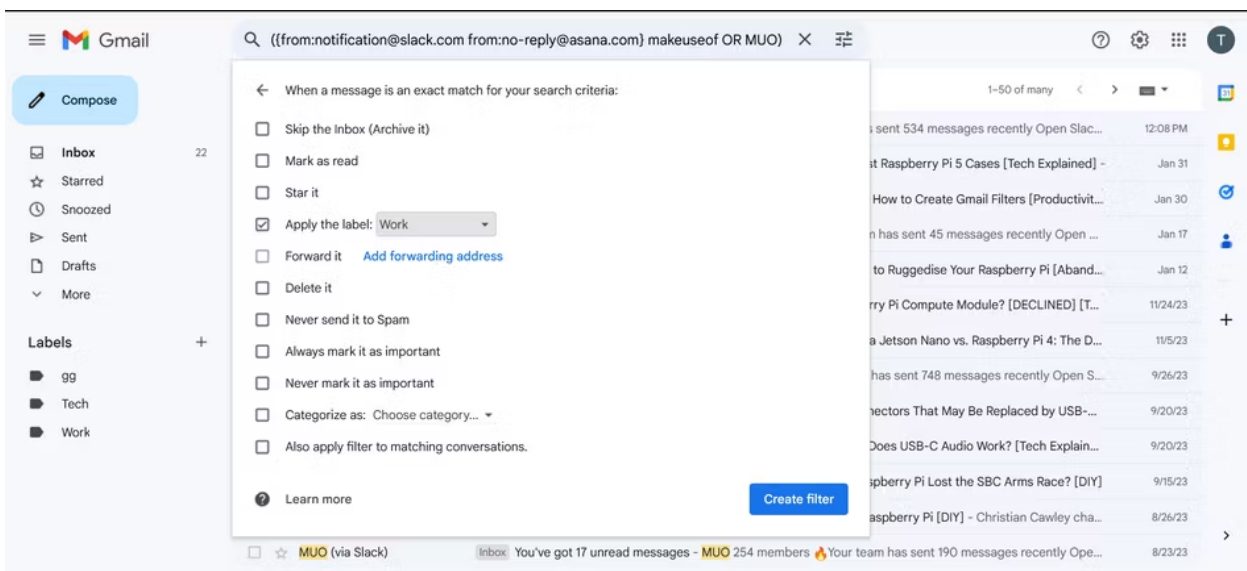 Gmail
({from:notification@slack.com from:no-reply@asana.com} makeuseof OR MUO)
T
Compose
Inbox 22
Starred
Snoozed
Sent
Drafts
More
Labels
gg
Tech
Work
When a message is an exact match for your search criteria:
Skip the Inbox (Archive it)
Mark as read
Star it
Apply the label: Work
Forward it Add forwarding address
Delete it
Never send it to Spam
Always mark it as important
Never mark it as important
Categorize as: Choose category...
Also apply filter to matching conversations.
Learn more
Create filter
1–50 of many
sent 534 messages recently Open Slac... 12:08 PM
st Raspberry Pi 5 Cases [Tech Explained] - Jan 31
How to Create Gmail Filters [Productivit... Jan 30
n has sent 45 messages recently Open ... Jan 17
to Ruggedise Your Raspberry Pi [Aband... Jan 12
rry Pi Compute Module? [DECLINED] [T... 11/24/23
a Jetson Nano vs. Raspberry Pi 4: The D... 11/5/23
has sent 748 messages recently Open S... 9/26/23
nectors That May Be Replaced by USB-... 9/20/23
Does USB-C Audio Work? [Tech Explain... 9/20/23
spberry Pi Lost the SBC Arms Race? [DIY] 9/15/23
aspberry Pi [DIY] - Christian Cawley cha... 8/26/23
MUO (via Slack) Inbox You've got 17 unread messages - MUO 254 members 🔥Your team has sent 190 messages recently Ope... 8/23/23
31